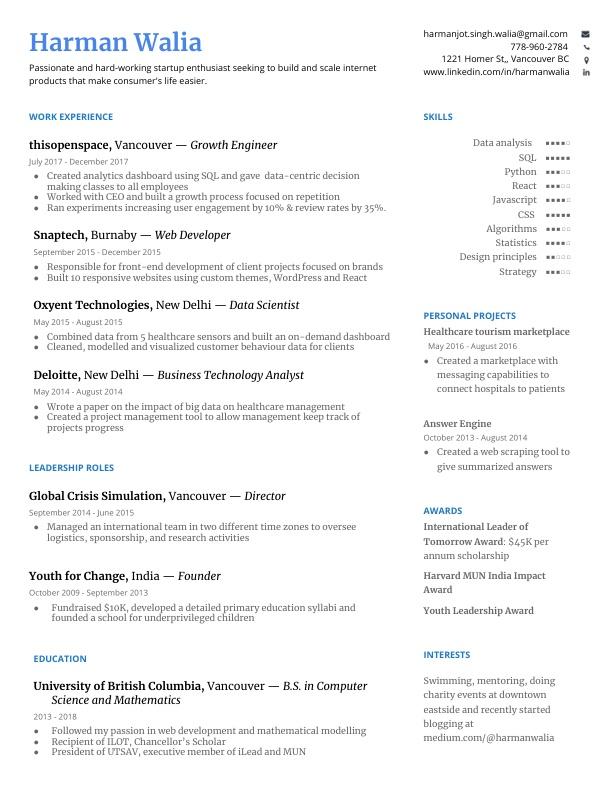 Harman Walia
Passionate and hard-working startup enthusiast seeking to build and scale internet
products that make consumer's life easier.
harmanjot.singh.walia@gmail.com
778-960-2784
1221 Homer St,, Vancouver BC
www.linkedin.com/in/harmanwalia
WORK EXPERIENCE
thisopenspace, Vancouver — Growth Engineer
July 2017 - December 2017
● Created analytics dashboard using SQL and gave data-centric decision
making classes to all employees
● Worked with CEO and built a growth process focused on repetition
● Ran experiments increasing user engagement by 10% & review rates by 35%.
Snaptech, Burnaby — Web Developer
September 2015 - December 2015
● Responsible for front-end development of client projects focused on brands
● Built 10 responsive websites using custom themes, WordPress and React
Oxyent Technologies, New Delhi — Data Scientist
May 2015 - August 2015
● Combined data from 5 healthcare sensors and built an on-demand dashboard
● Cleaned, modelled and visualized customer behaviour data for clients
Deloitte, New Delhi — Business Technology Analyst
May 2014 - August 2014
● Wrote a paper on the impact of big data on healthcare management
● Created a project management tool to allow management keep track of
projects progress
LEADERSHIP ROLES
Global Crisis Simulation, Vancouver — Director
September 2014 - June 2015
● Managed an international team in two different time zones to oversee
logistics, sponsorship, and research activities
Youth for Change, India — Founder
October 2009 - September 2013
● Fundraised $10K, developed a detailed primary education syllabi and
founded a school for underprivileged children
EDUCATION
University of British Columbia, Vancouver — B.S. in Computer
Science and Mathematics
2013 - 2018
● Followed my passion in web development and mathematical modelling
● Recipient of ILOT, Chancellor's Scholar
● President of UTSAV, executive member of iLead and MUN
SKILLS
Data analysis ▪▪▪▪▫
SQL ▪▪▪▪▪
Python ▪▪▪▫▫
React ▪▪▪▫▫
Javascript ▪▪▪▪▫
CSS ▪▪▪▪▪
Algorithms ▪▪▪▪▫
Statistics ▪▪▪▪▫
Design principles ▪▪▫▫▫
Strategy ▪▪▪▫▫
PERSONAL PROJECTS
Healthcare tourism marketplace
May 2016 - August 2016
● Created a marketplace with
messaging capabilities to
connect hospitals to patients
Answer Engine
October 2013 - August 2014
● Created a web scraping tool to
give summarized answers
AWARDS
International Leader of
Tomorrow Award: $45K per
annum scholarship
Harvard MUN India Impact
Award
Youth Leadership Award
INTERESTS
Swimming, mentoring, doing
charity events at downtown
eastside and recently started
blogging at
medium.com/@harmanwalia